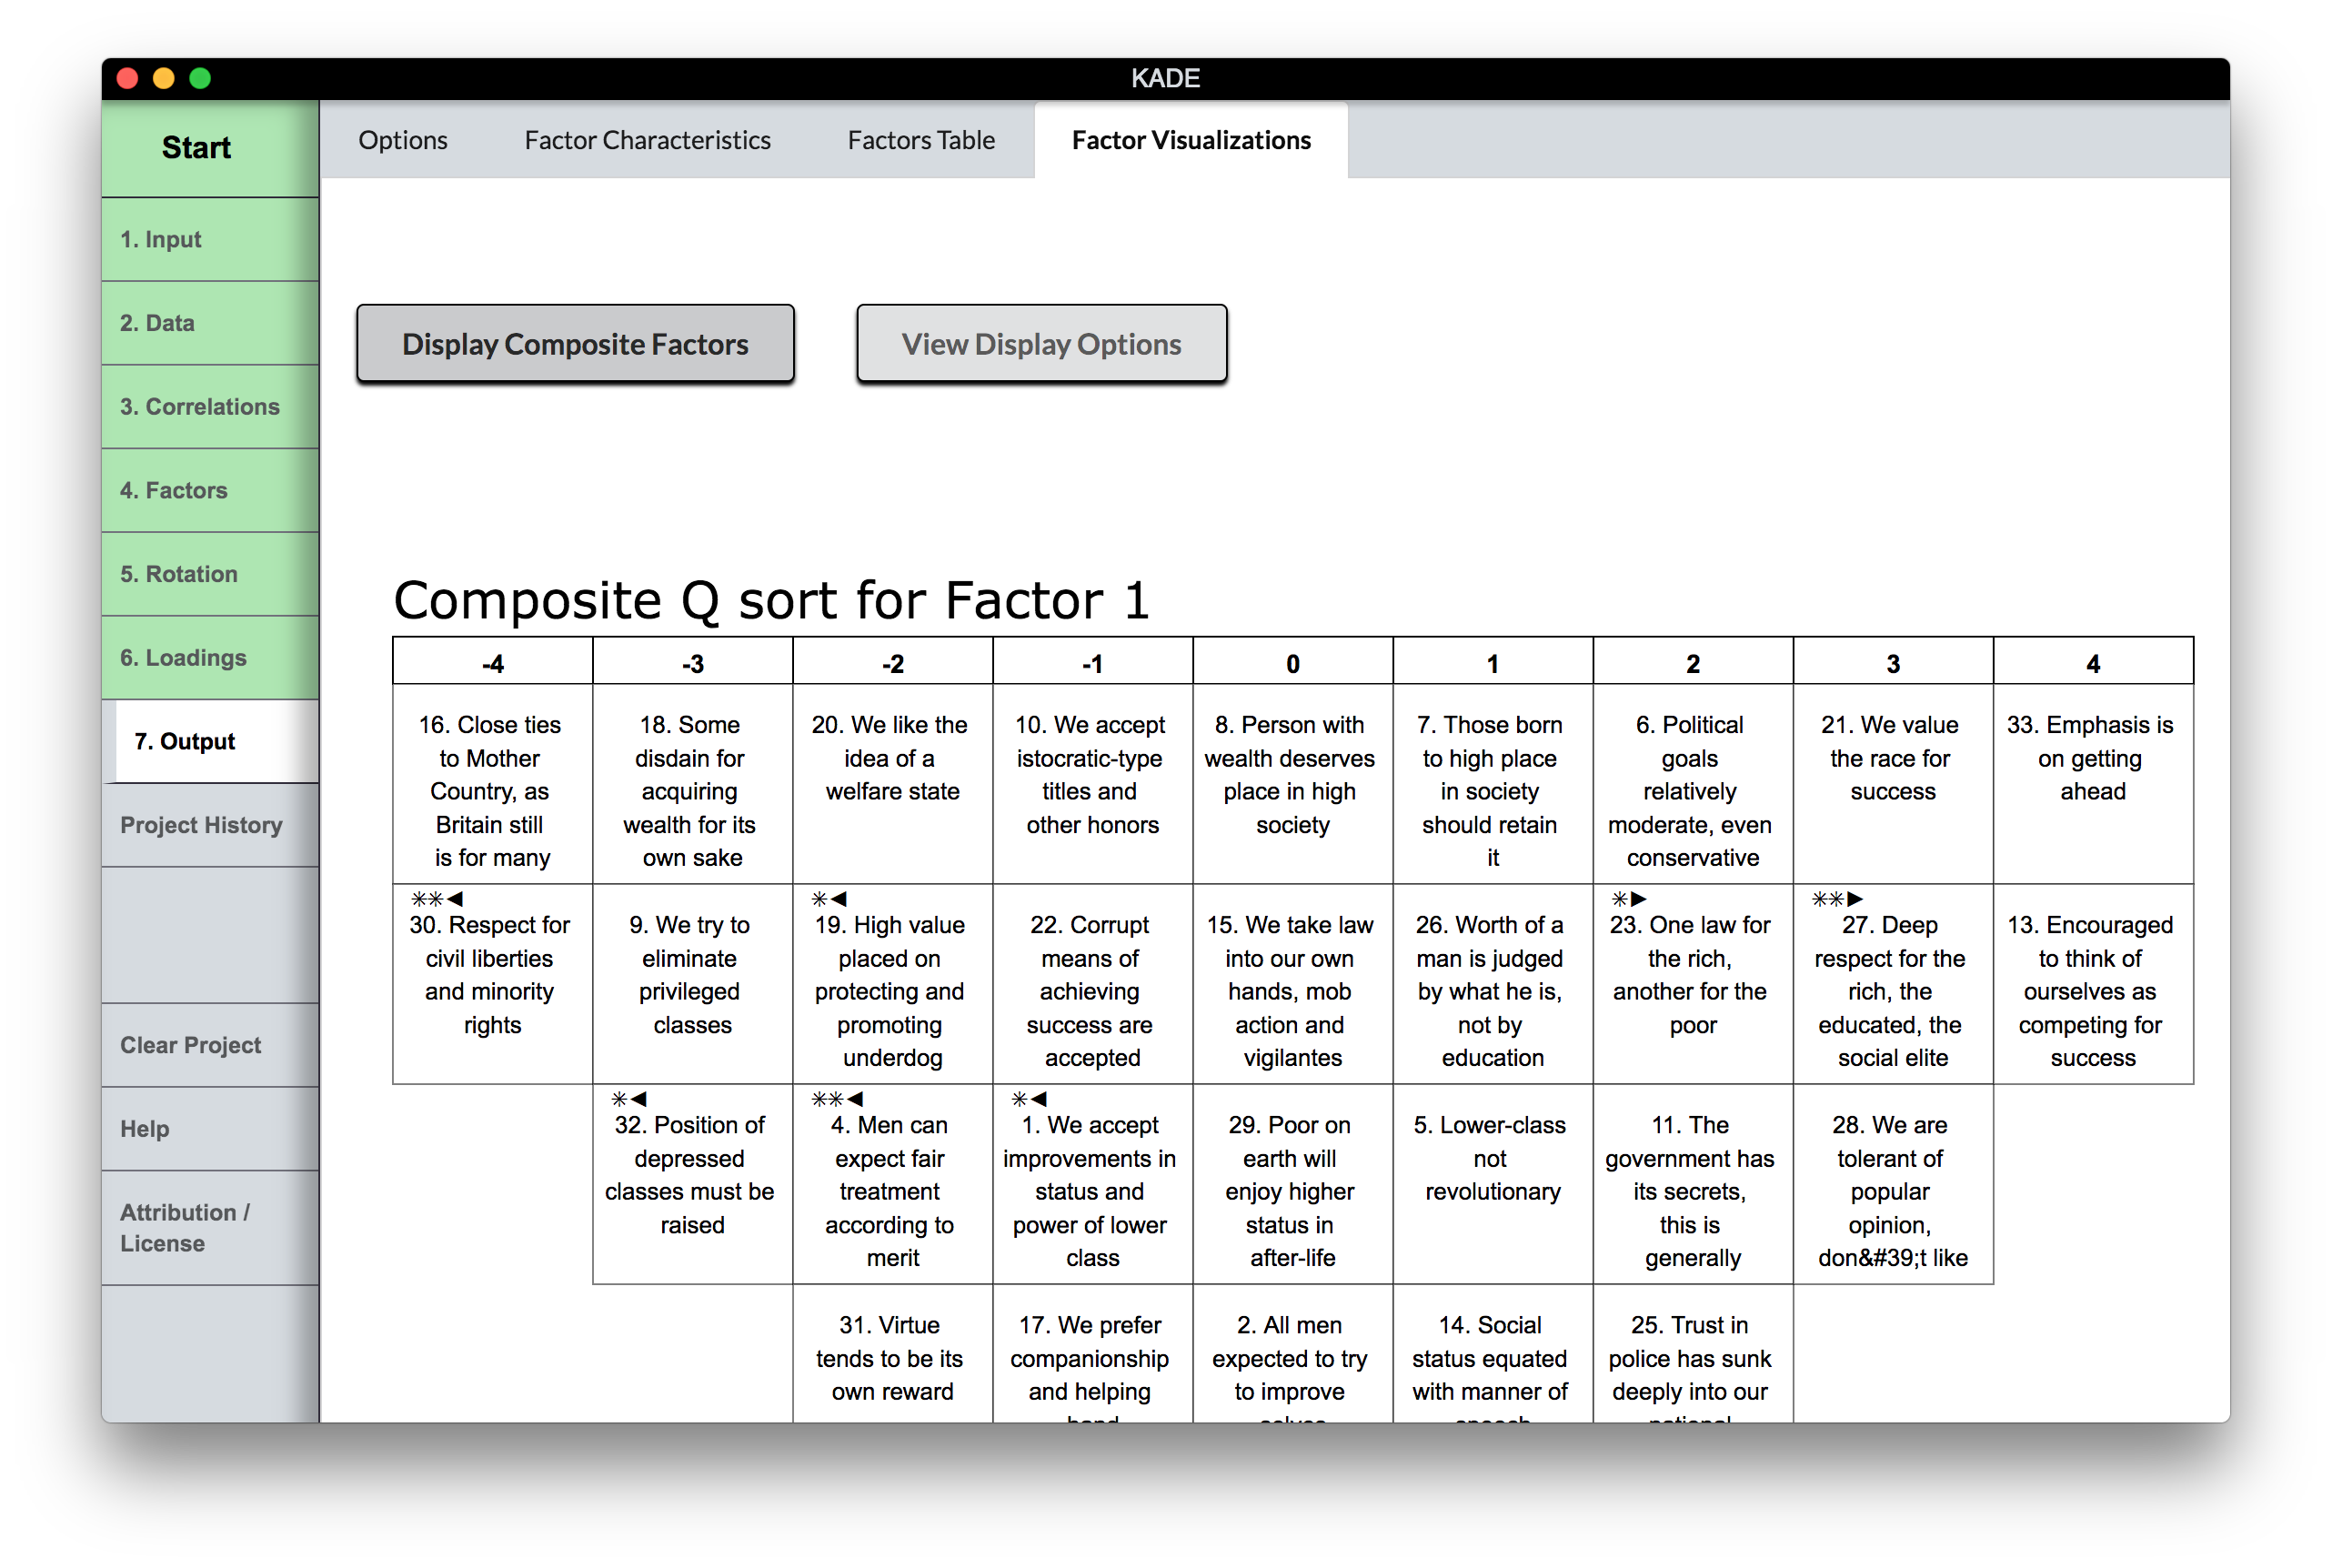 KADE
Start
1. Input
2. Data
3. Correlations
4. Factors
5. Rotation
6. Loadings
7. Output
Project History
Clear Project
Help
Attribution /
License
Options
Factor Characteristics
Factors Table
Factor Visualizations
Display Composite Factors
View Display Options
Composite Q sort for Factor 1
-4
-3
-2
-1
0
1
2
3
4
16. Close ties
to Mother
Country, as
Britain still
is for many
18. Some
disdain for
acquiring
wealth for its
own sake
20. We like the
idea of a
welfare state
10. We accept
istocratic-type
titles and
other honors
8. Person with
wealth deserves
place in high
society
7. Those born
to high place
in society
should retain
it
6. Political
goals
relatively
moderate, even
conservative
21. We value
the race for
success
33. Emphasis is
on getting
ahead
✳✳◀
30. Respect for
civil liberties
and minority
rights
9. We try to
eliminate
privileged
classes
✳◀
19. High value
placed on
protecting and
promoting
underdog
22. Corrupt
means of
achieving
success are
accepted
15. We take law
into our own
hands, mob
action and
vigilantes
26. Worth of a
man is judged
by what he is,
not by
education
✳▶
23. One law for
the rich,
another for the
poor
✳✳▶
27. Deep
respect for the
rich, the
educated, the
social elite
13. Encouraged
to think of
ourselves as
competing for
success
✳◀
32. Position of
depressed
classes must be
raised
✳✳◀
4. Men can
expect fair
treatment
according to
merit
✳◀
1. We accept
improvements in
status and
power of lower
class
29. Poor on
earth will
enjoy higher
status in
after-life
5. Lower-class
not
revolutionary
11. The
government has
its secrets,
this is
generally
28. We are
tolerant of
popular
opinion,
don&#39;t like
31. Virtue
tends to be its
own reward
17. We prefer
companionship
and helping
2. All men
expected to try
to improve
14. Social
status equated
with manner of
25. Trust in
police has sunk
deeply into our